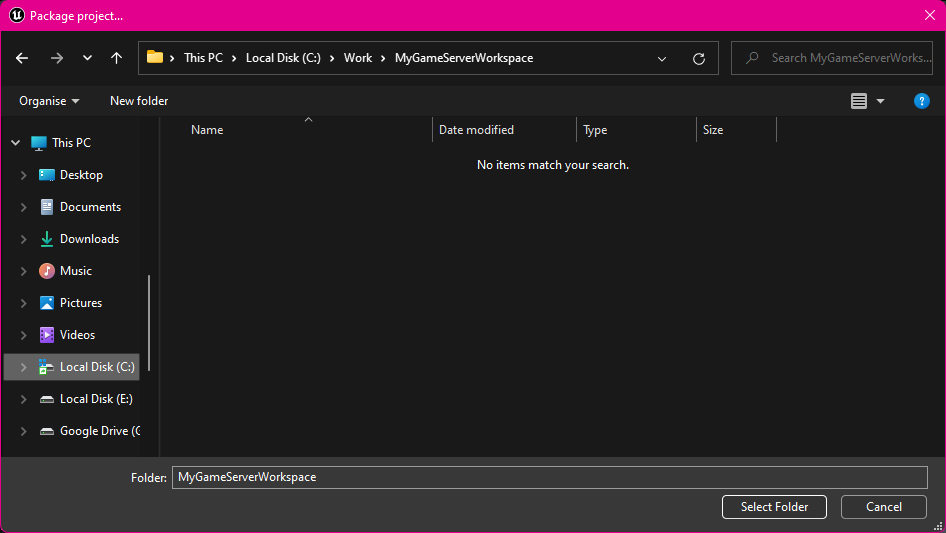 Package project...
This PC > Local Disk (C:) > Work > MyGameServerWorkspace
Search MyGameServerWorks...
Organise New folder
Name Date modified Type Size
No items match your search.
This PC
Desktop
Documents
Downloads
Music
Pictures
Videos
Local Disk (C:)
Local Disk (E:)
Google Drive (G
Folder: MyGameServerWorkspace
Select Folder Cancel